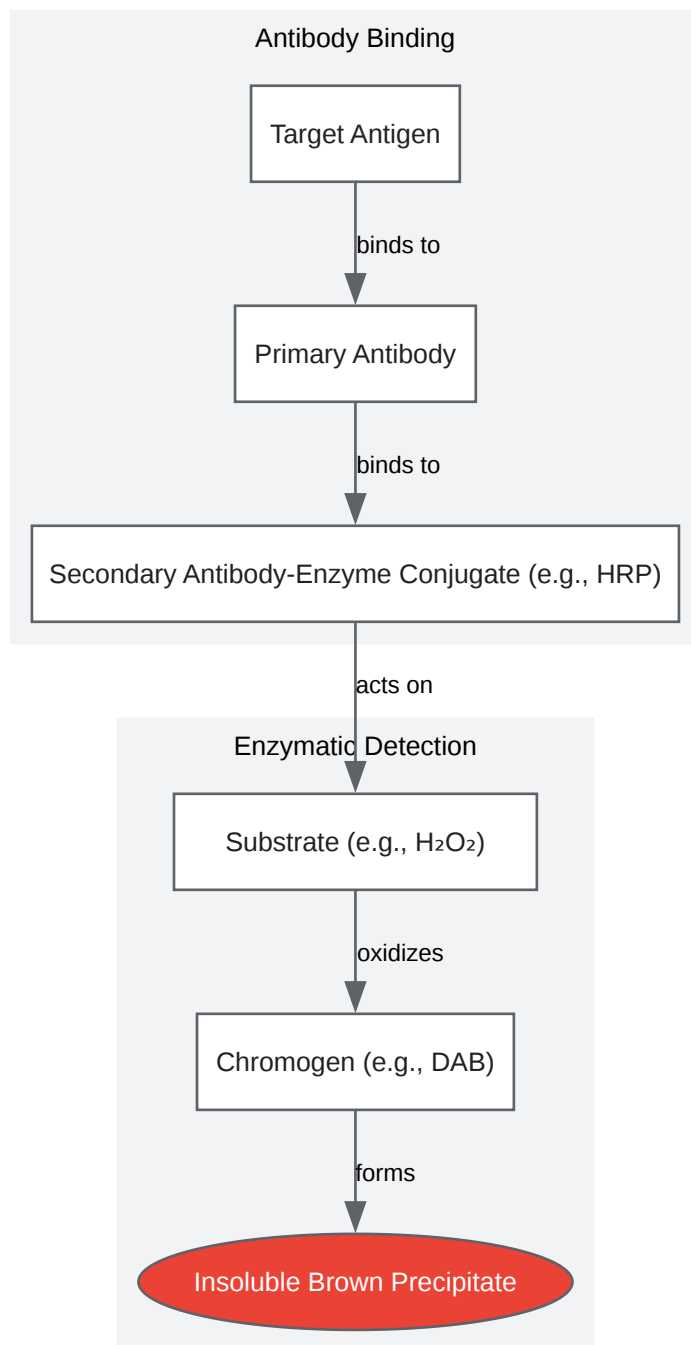 Antibody Binding
Target Antigen
binds to
Primary Antibody
binds to
Secondary Antibody-Enzyme Conjugate (e.g., HRP)
acts on
Enzymatic Detection
Substrate (e.g., H₂O₂)
oxidizes
Chromogen (e.g., DAB)
forms
Insoluble Brown Precipitate